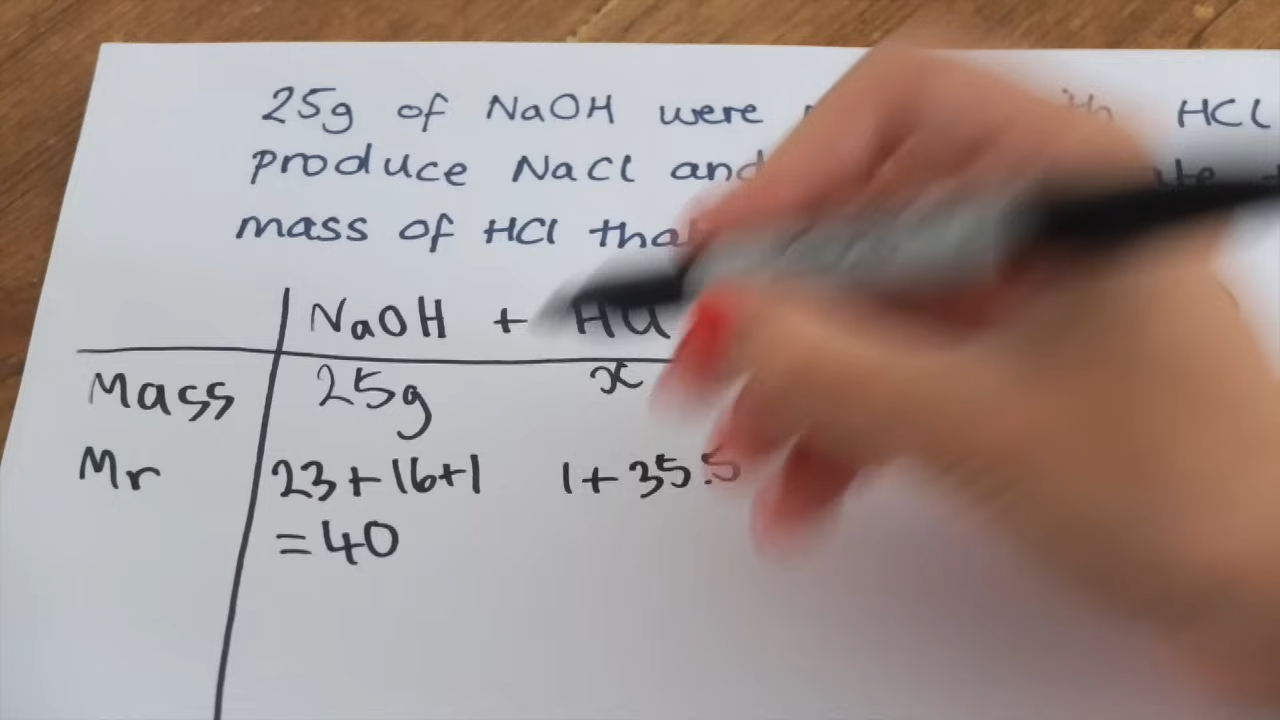 25g of NaOH were HCl
produce NaCl and
mass of HCl that
NaOH + HCl
Mass 25g x
Mr 23+16+1 1+35.5
=40